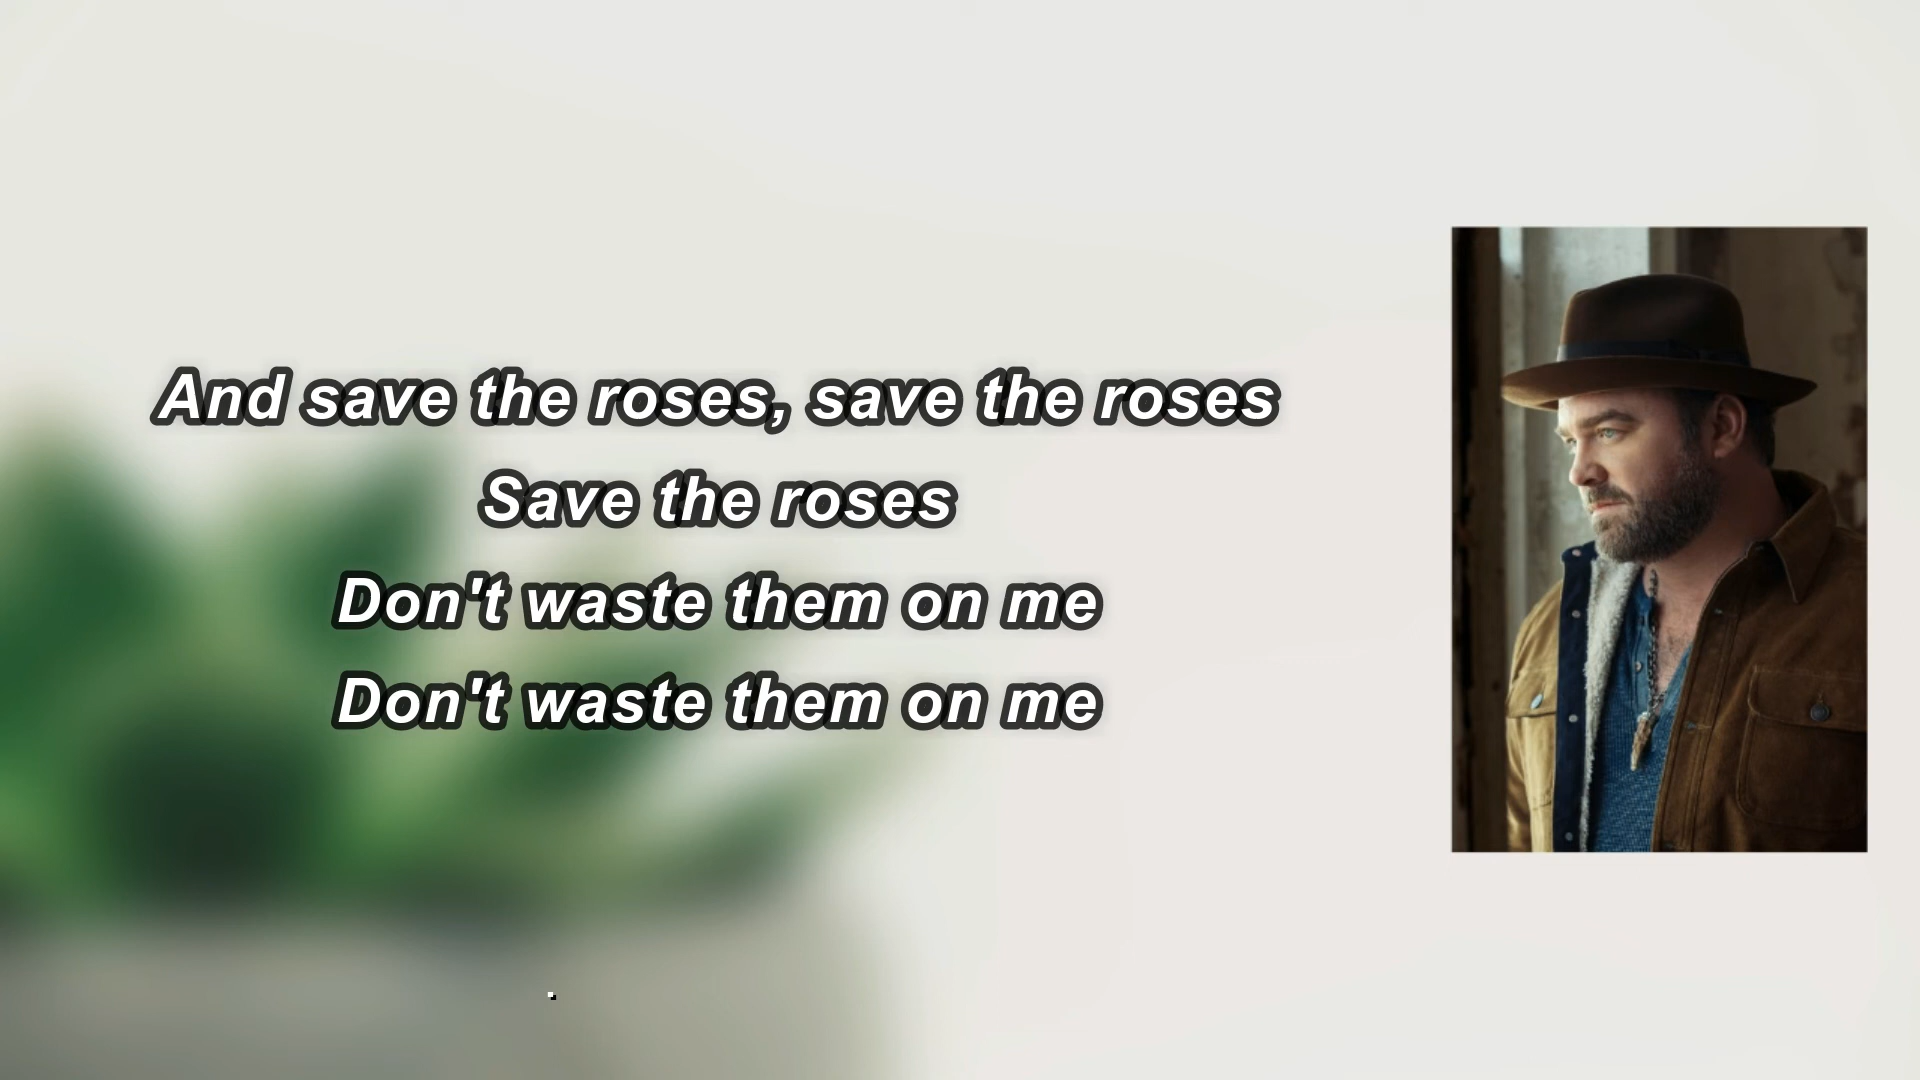 And save the roses, save the roses
Save the roses
Don't waste them on me
Don't waste them on me